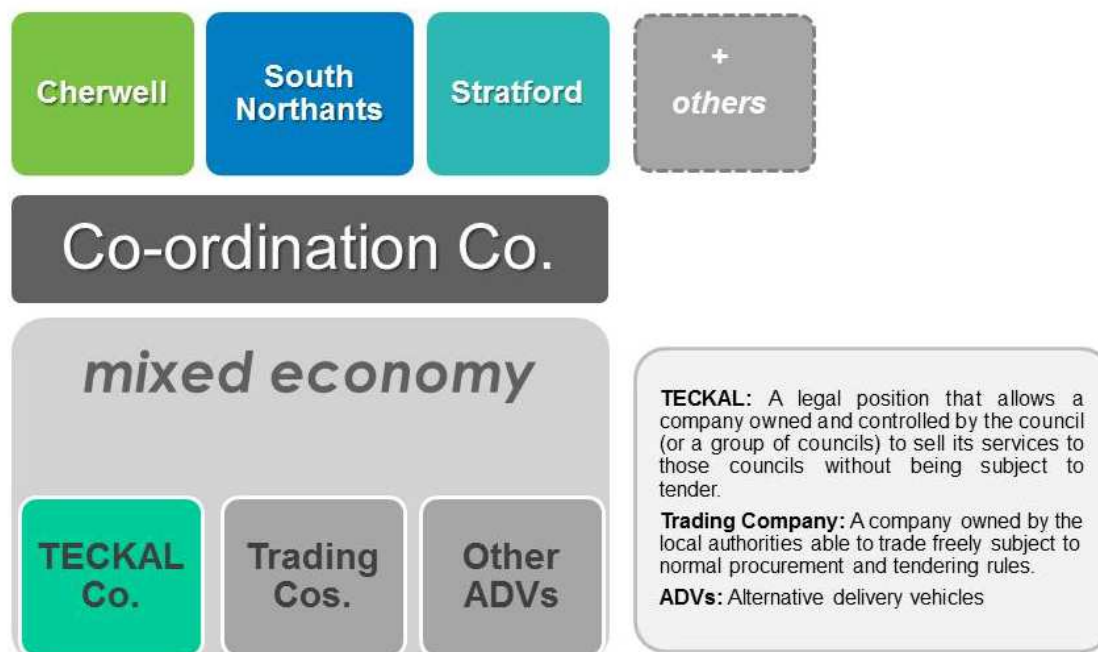 Cherwell
South
Northants
Stratford
+
others
Co-ordination Co.
mixed economy
TECKAL
Co.
Trading
Cos.
Other
ADVs
TECKAL: A legal position that allows a
company owned and controlled by the council
(or a group of councils) to sell its services to
those councils without being subject to
tender.
Trading Company: A company owned by the
local authorities able to trade freely subject to
normal procurement and tendering rules.
ADVs: Alternative delivery vehicles